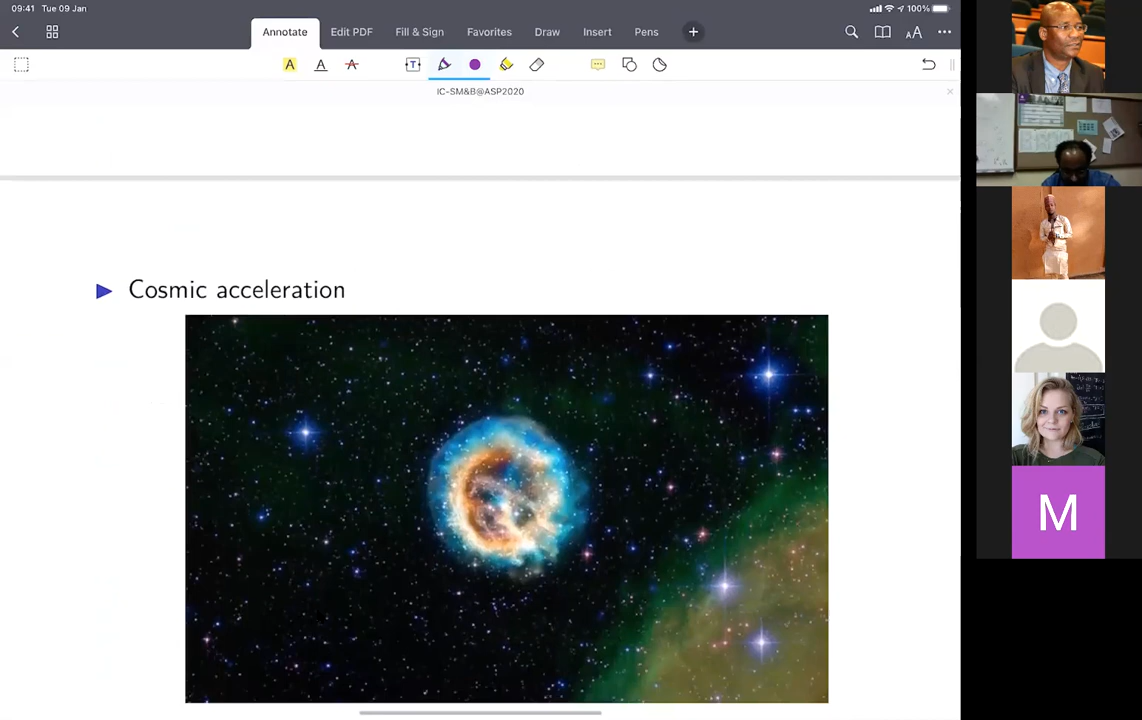 09:41 Tue 09 Jan
100%
Annotate Edit PDF Fill & Sign Favorites Draw Insert Pens
AA
A A A T
IC-SM&B@ASP2020
Cosmic acceleration
M